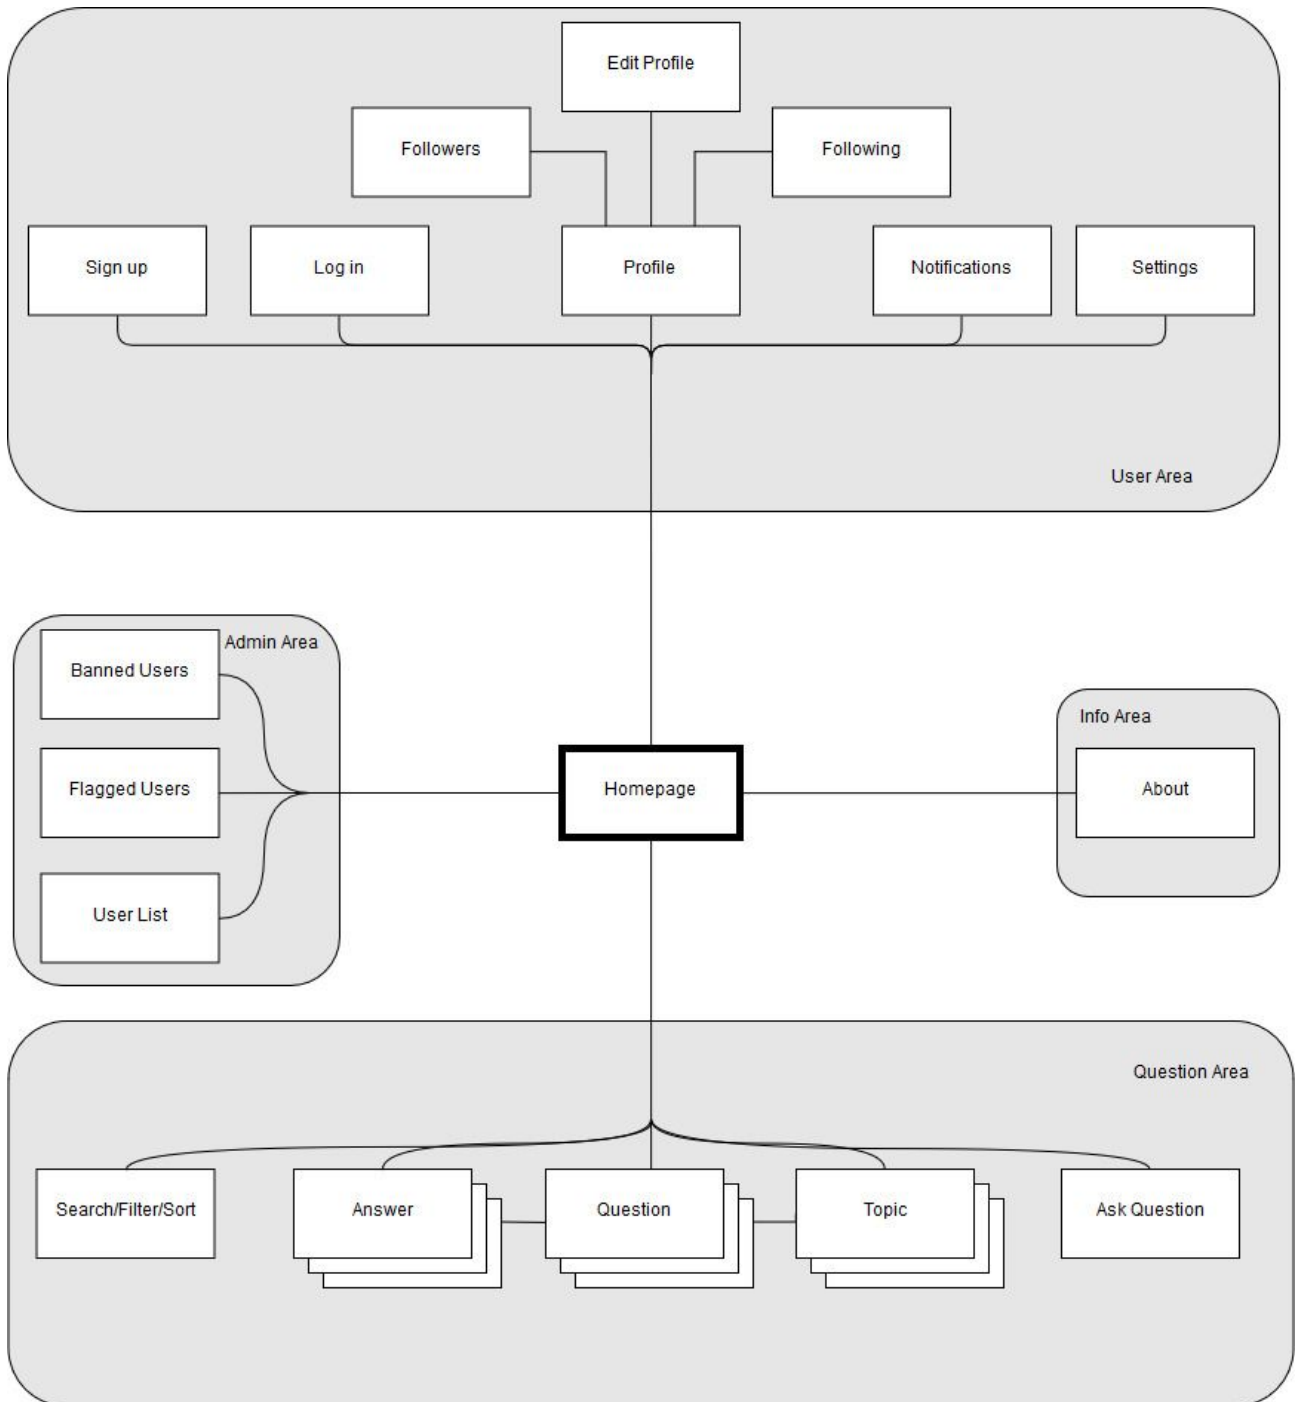 Edit Profile
Followers
Following
Sign up
Log in
Profile
Notifications
Settings
User Area
Admin Area
Banned Users
Flagged Users
User List
Homepage
Info Area
About
Question Area
Search/Filter/Sort
Answer
Question
Topic
Ask Question